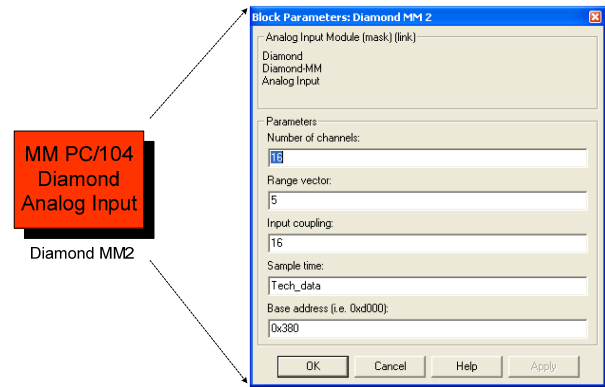 MM PC/104
Diamond
Analog Input
Diamond MM2
Block Parameters: Diamond MM 2
Analog Input Module (mask) (link)
Diamond
Diamond-MM
Analog Input
Parameters
Number of channels:
16
Range vector:
5
Input coupling:
16
Sample time:
Tech_data
Base address (i.e. 0xd000):
0x380
OK
Cancel
Help
Apply